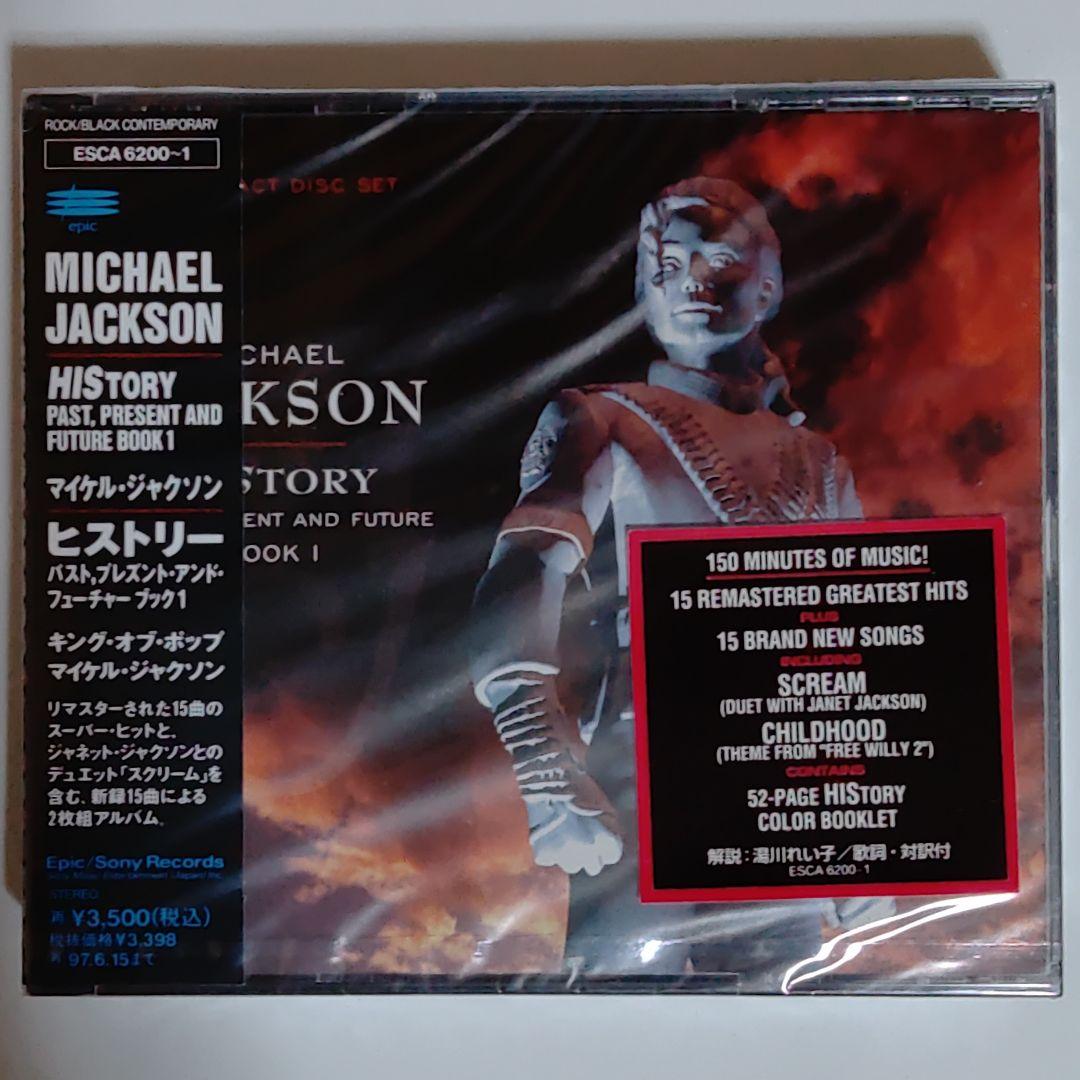 ROCK/BLACK CONTEMPORARY
ESCA 6200~1
epic
MICHAEL
JACKSON
HIStory
PAST, PRESENT AND
FUTURE BOOK 1
マイケル・ジャクソン
ヒストリー
パスト,プレズント・アンド・
フューチャー ブック1
キング・オブ・ポップ
マイケル・ジャクソン
リマスターされた15曲の
スーパー・ヒットと、
ジャネット・ジャクソンとの
デュエット「スクリーム」を
含む、新録15曲による
2枚組アルバム。
Epic/Sony Records
Sony Music Entertainment (Japan) Inc.
STEREO
再 ¥3,500(税込)
税抜価格¥3,398
再 97.6.15まで
ACT DISC SET
CHAEL
KSON
STORY
ENT AND FUTURE
OOK I
150 MINUTES OF MUSIC!
15 REMASTERED GREATEST HITS
PLUS
15 BRAND NEW SONGS
INCLUDING
SCREAM
(DUET WITH JANET JACKSON)
CHILDHOOD
(THEME FROM "FREE WILLY 2")
CONTAINS
52-PAGE HIStory
COLOR BOOKLET
解説:湯川れい子/歌詞・対訳付
ESCA 6200~1